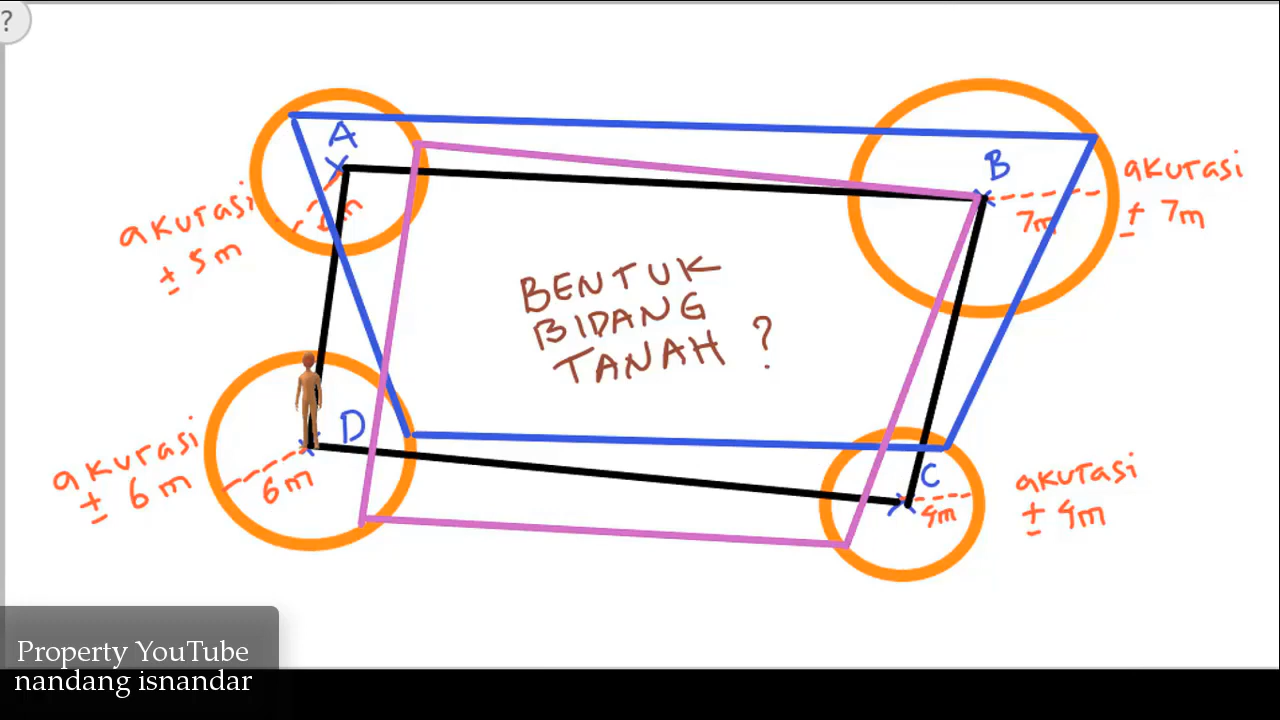 ?
A
B
akurasi
± 7m
7m
akurasi
± 5m
m
BENTUK
BIDANG
TANAH ?
D
akurasi
± 6m
6m
C
akurasi
± 4m
4m
Property YouTube
nandang isnandar